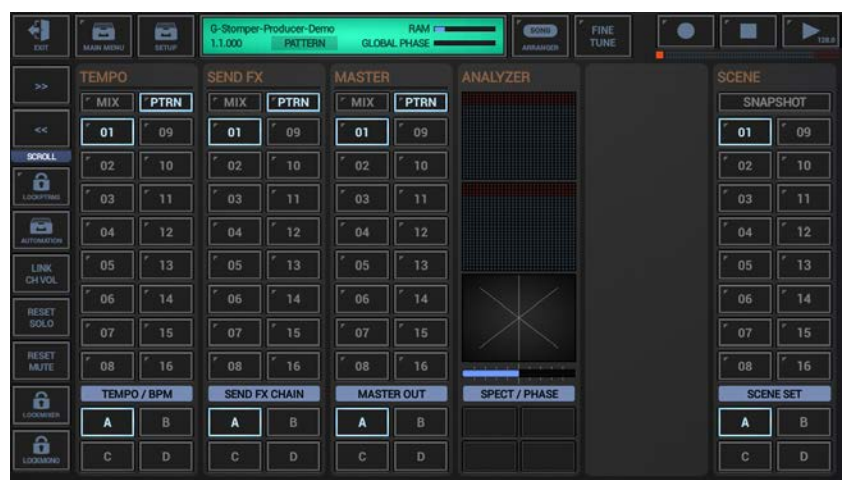 G-Stomper-Producer-Demo RAM
1.1.000 PATTERN GLOBAL PHASE
EXIT MAIN MENU SETUP SONG ARRANGER FINE TUNE 128.0
>>
<<
SCROLL
LOCKPTRNS
AUTOMATION
LINK
CH VOL
RESET
SOLO
RESET
MUTE
LOCKMIXER
LOCKMONO
TEMPO SEND FX MASTER ANALYZER SCENE
MIX PTRN MIX PTRN MIX PTRN SNAPSHOT
01 09 01 09 01 09 01 09
02 10 02 10 02 10 02 10
03 11 03 11 03 11 03 11
04 12 04 12 04 12 04 12
05 13 05 13 05 13 05 13
06 14 06 14 06 14 06 14
07 15 07 15 07 15 07 15
08 16 08 16 08 16 08 16
TEMPO / BPM SEND FX CHAIN MASTER OUT SPECT / PHASE SCENE SET
A B A B A B A B
C D C D C D C D